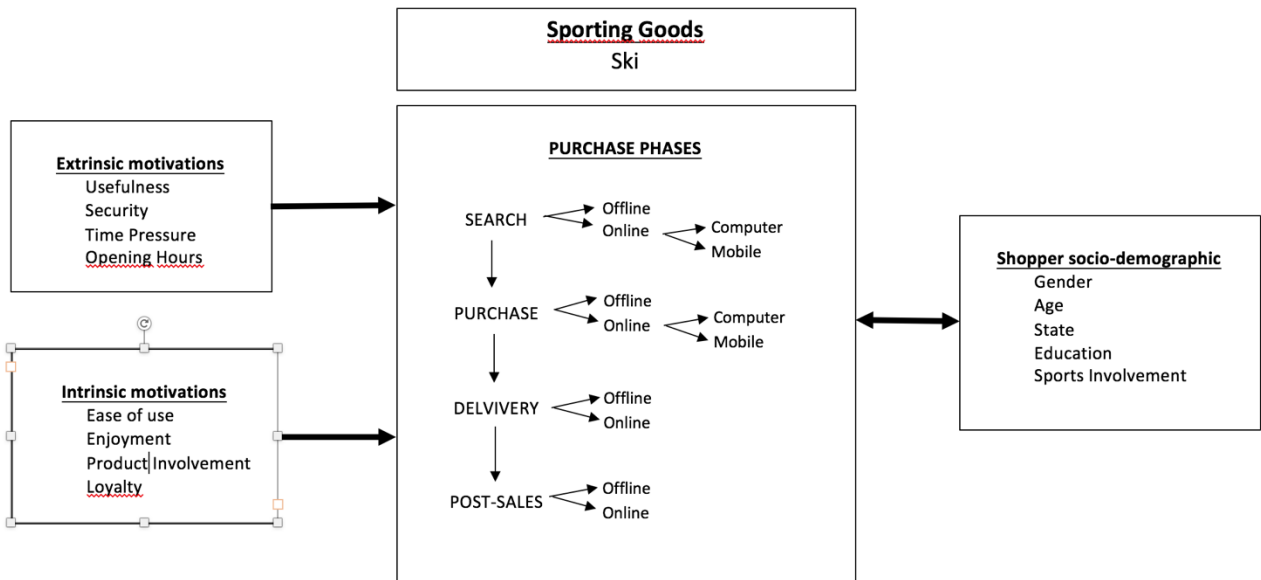 Sporting Goods
Ski
Extrinsic motivations
Usefulness
Security
Time Pressure
Opening Hours
Intrinsic motivations
Ease of use
Enjoyment
Product Involvement
Loyalty
PURCHASE PHASES
SEARCH
Offline
Online
Computer
Mobile
PURCHASE
Offline
Online
Computer
Mobile
DELVIVERY
Offline
Online
POST-SALES
Offline
Online
Shopper socio-demographic
Gender
Age
State
Education
Sports Involvement